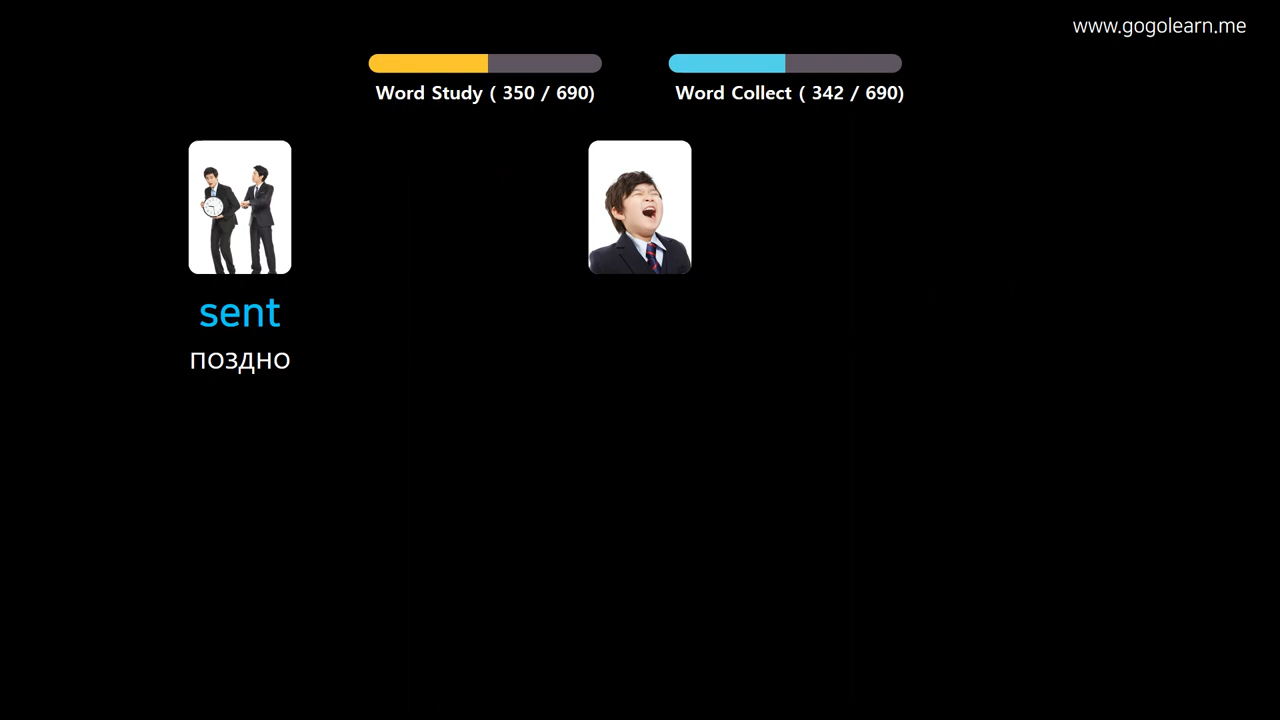 www.gogolearn.me
Word Study ( 350 / 690)
Word Collect ( 342 / 690)
sent
поздно